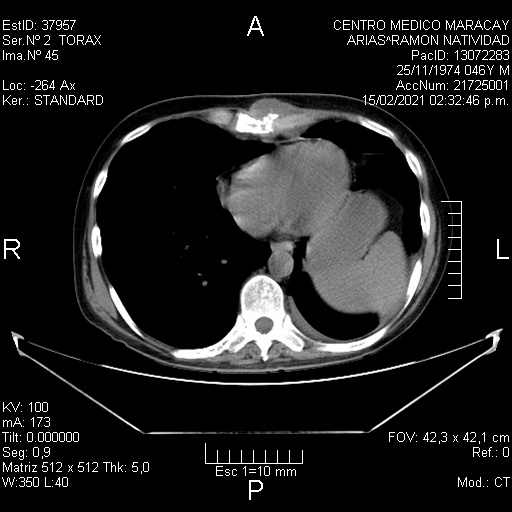 EstID: 37957
Ser.Nº 2 TORAX
Ima.Nº 45
Loc: -264 Ax
Ker.: STANDARD
A
CENTRO MEDICO MARACAY
ARIAS^RAMON NATIVIDAD
PacID: 13072283
25/11/1974 046Y M
AccNum: 21725001
15/02/2021 02:32:46 p.m.
R
L
KV: 100
mA: 173
Tilt: 0.000000
Seg: 0,9
Matriz 512 x 512 Thk: 5,0
W:350 L:40
Esc 1=10 mm
P
FOV: 42,3 x 42,1 cm
Ref.: 0
Mod.: CT